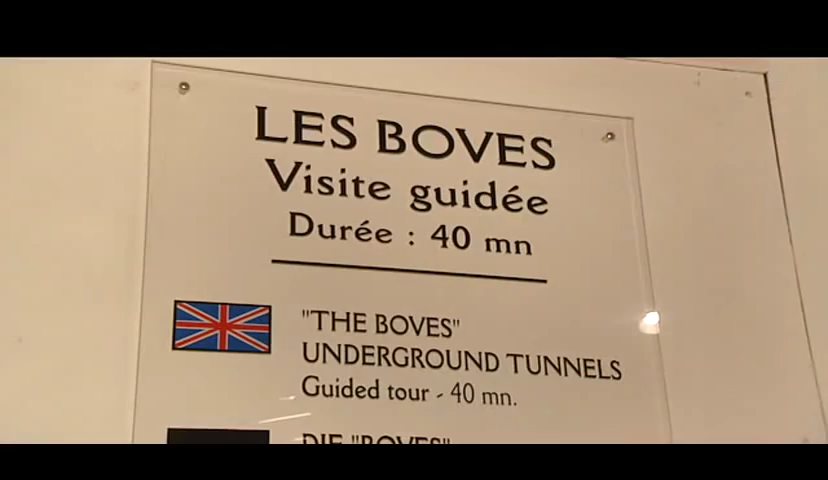 LES BOVES
Visite guidée
Durée : 40 mn
"THE BOVES"
UNDERGROUND TUNNELS
Guided tour - 40 mn.
DIE "BOVES"